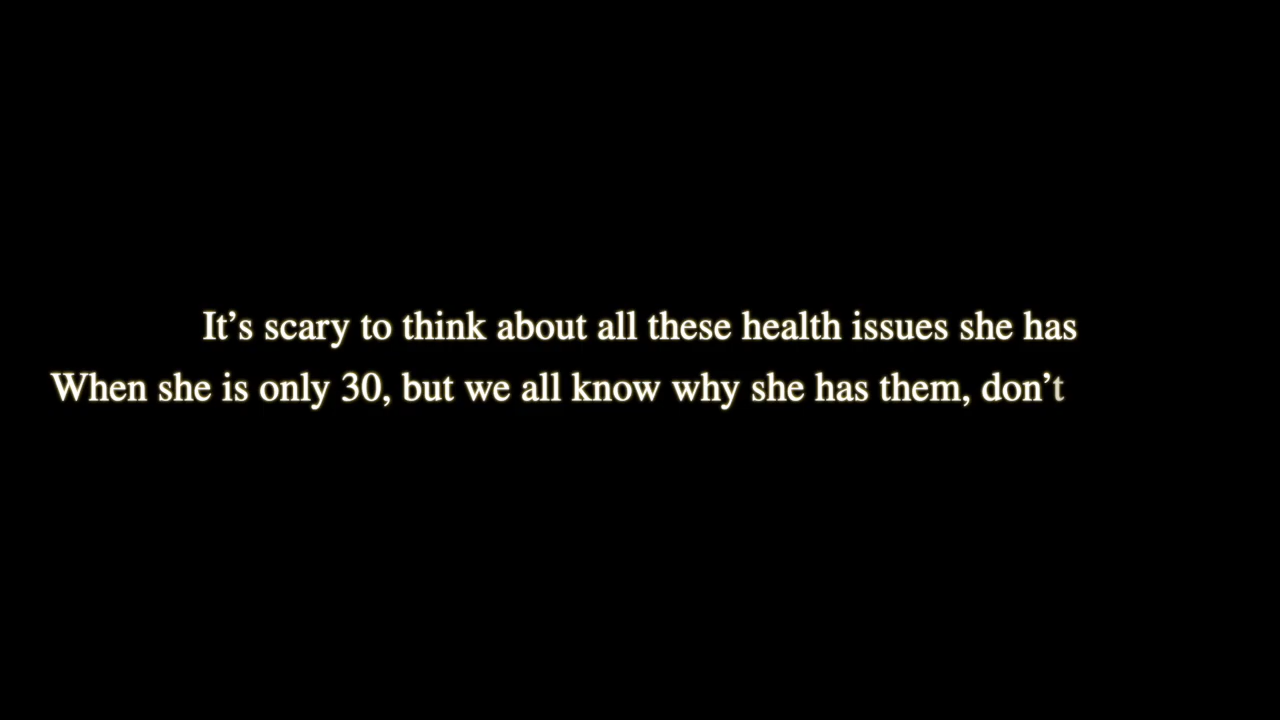 It’s scary to think about all these health issues she has
When she is only 30, but we all know why she has them, don’t